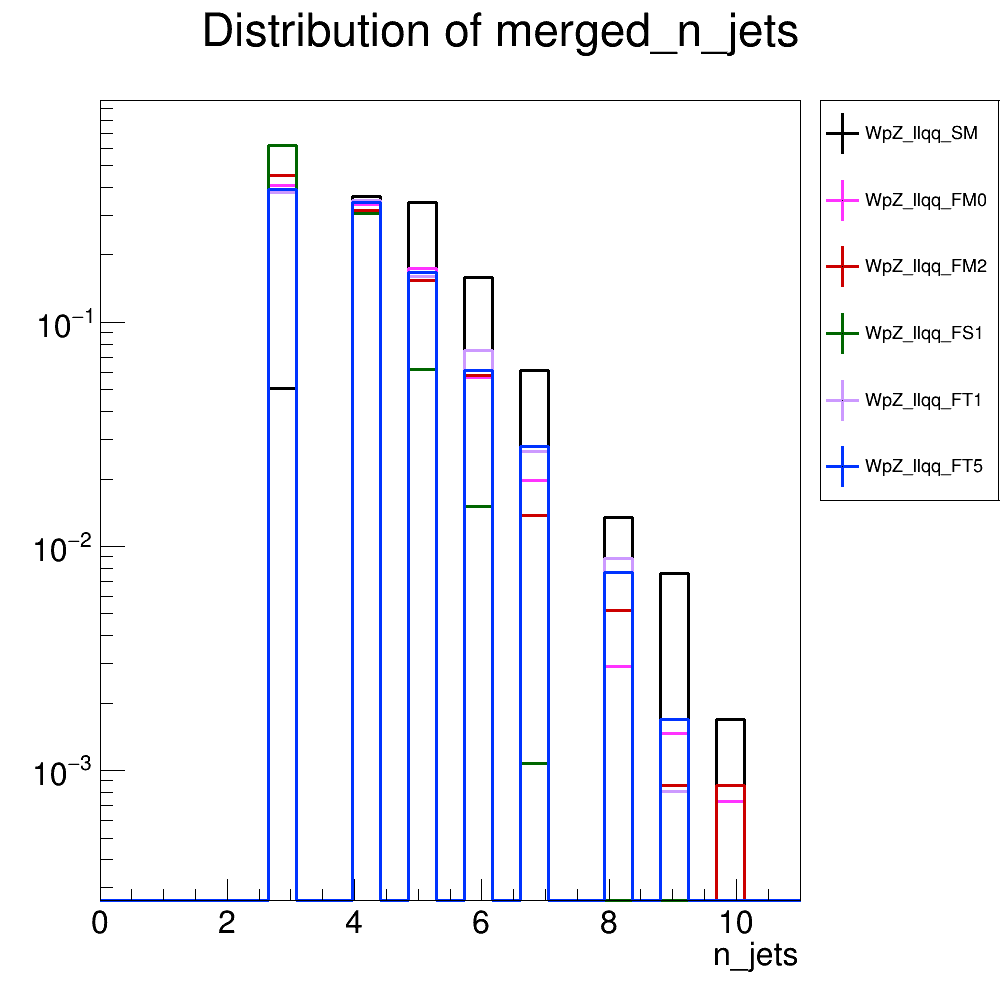 Distribution of merged_n_jets
WpZ_llqq_SM
WpZ_llqq_FM0
WpZ_llqq_FM2
WpZ_llqq_FS1
WpZ_llqq_FT1
WpZ_llqq_FT5
10⁻¹
10⁻²
10⁻³
0 2 4 6 8 10
n_jets